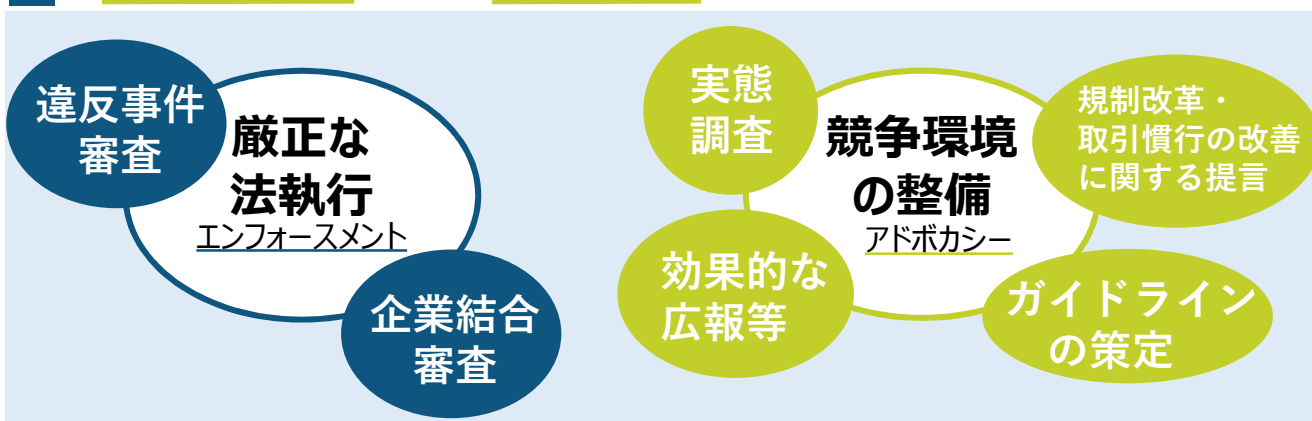 違反事件
審査
厳正な
法執行
エンフォースメント
企業結合
審査
実態
調査
競争環境
の整備
アドボカシー
規制改革・
取引慣行の改善
に関する提言
効果的な
広報等
ガイドライン
の策定